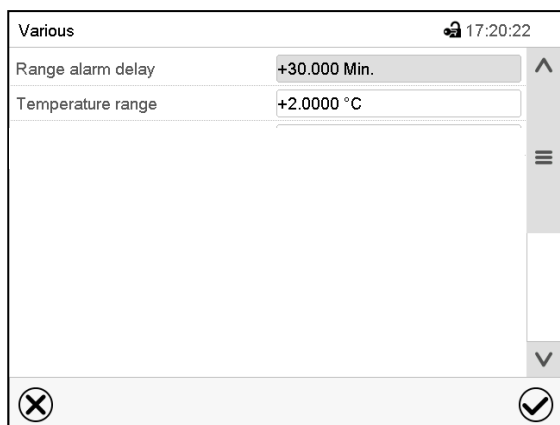 Various 17:20:22
Range alarm delay +30.000 Min.
Temperature range +2.0000 °C